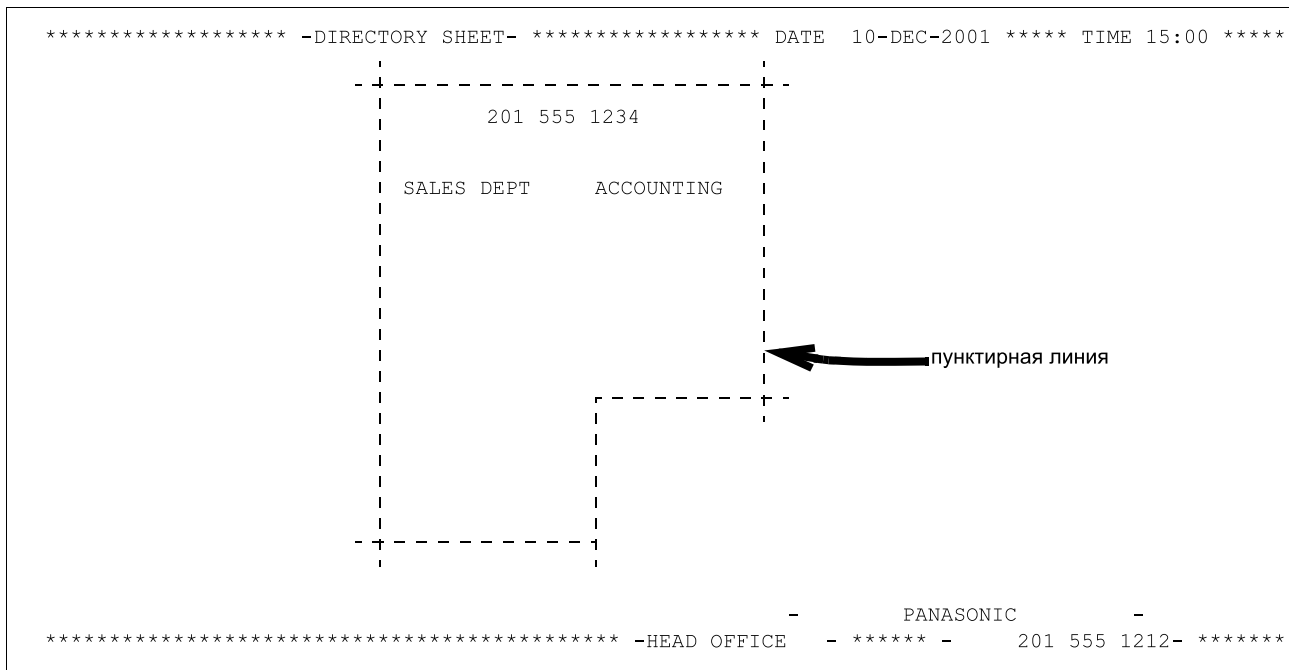 ******************* -DIRECTORY SHEET- ****************** DATE  10-DEC-2001 ***** TIME 15:00 *****
201 555 1234
SALES DEPT     ACCOUNTING
пунктирная линия
-        PANASONIC         -
********************************************* -HEAD OFFICE   - ****** -     201 555 1212- *******